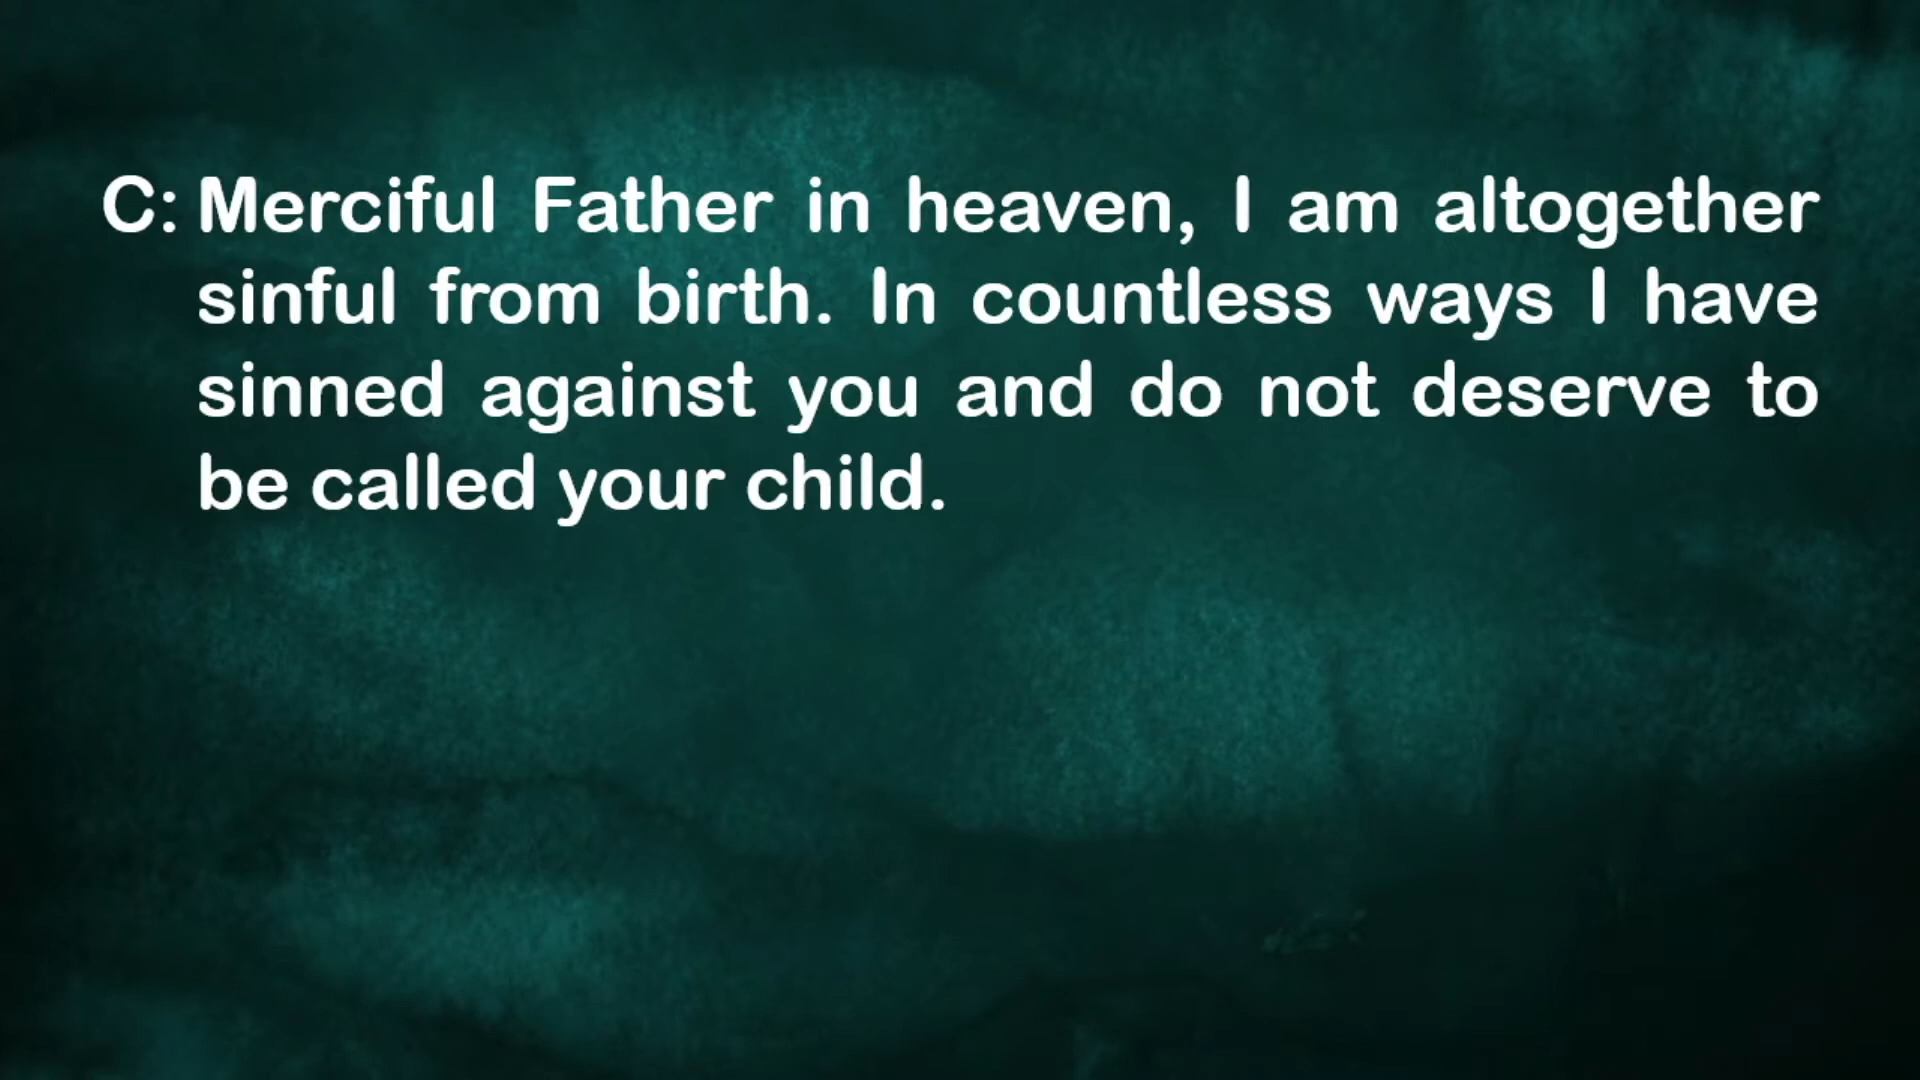 C: Merciful Father in heaven, I am altogether
sinful from birth. In countless ways I have
sinned against you and do not deserve to
be called your child.